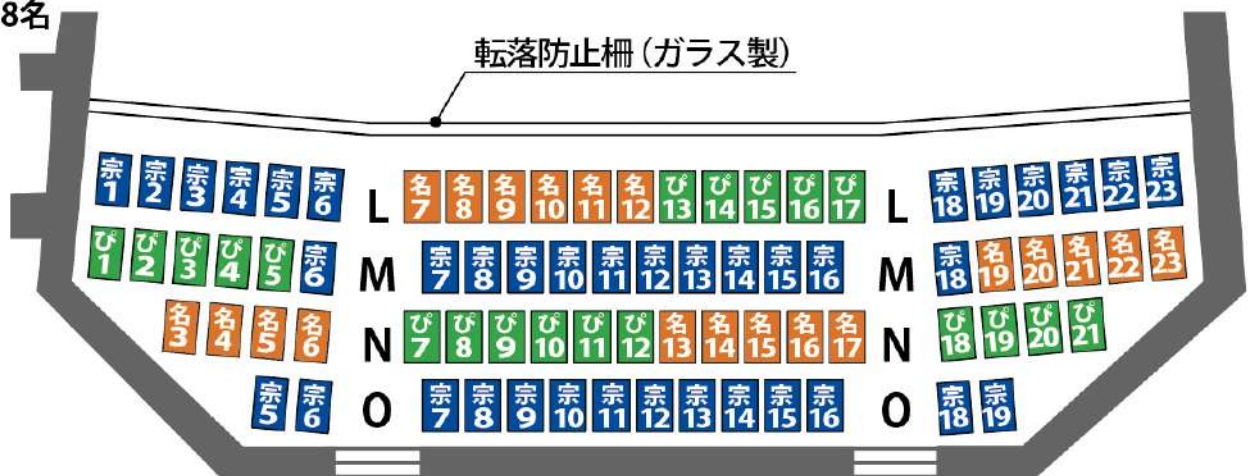 8名
転落防止柵（ガラス製）
宗1 宗2 宗3 宗4 宗5 宗6 L 名7 名8 名9 名10 名11 名12 ぴ13 ぴ14 ぴ15 ぴ16 ぴ17 L 宗18 宗19 宗20 宗21 宗22 宗23
ぴ1 ぴ2 ぴ3 ぴ4 ぴ5 宗6 M 宗7 宗8 宗9 宗10 宗11 宗12 宗13 宗14 宗15 宗16 M 宗18 名19 名20 名21 名22 名23
名3 名4 名5 名6 N ぴ7 ぴ8 ぴ9 ぴ10 ぴ11 ぴ12 名13 名14 名15 名16 名17 N ぴ18 ぴ19 ぴ20 ぴ21
宗5 宗6 O 宗7 宗8 宗9 宗10 宗11 宗12 宗13 宗14 宗15 宗16 O 宗18 宗19